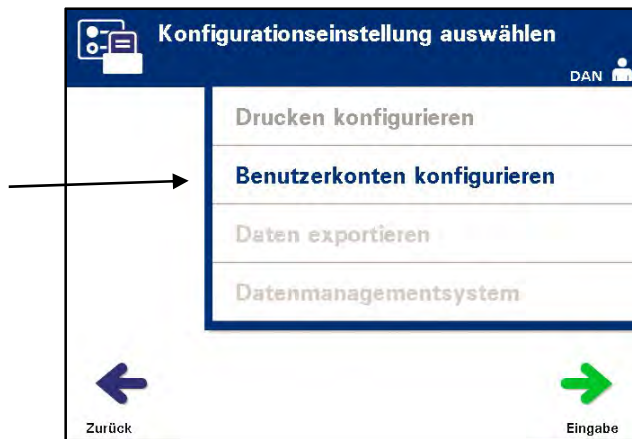 Konfigurationseinstellung auswählen
DAN
Drucken konfigurieren
Benutzerkonten konfigurieren
Daten exportieren
Datenmanagementsystem
Zurück
Eingabe